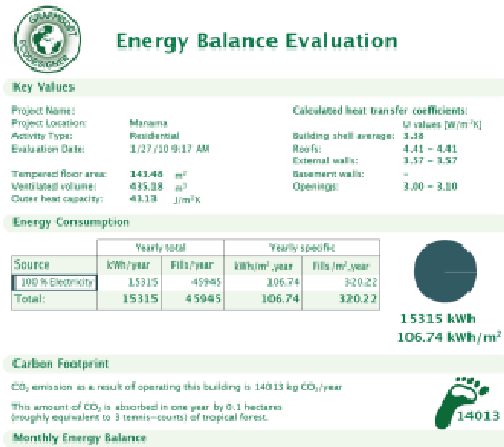 GRAPHISOFT
ECODESIGNER
Energy Balance Evaluation
Key Values
Project Name:
Project Location: Manama
Activity Type: Residential
Evaluation Date: 1/27/10 9:17 AM
Tempered floor area: 143.48 m²
Ventilated volume: 435.18 m³
Outer heat capacity: 43.13 J/m²K
Calculated heat transfer coefficients:
U values [W/m²K]
Building shell average: 3.38
Roofs: 4.41 – 4.41
External walls: 3.57 – 3.57
Basement walls: –
Openings: 3.00 – 3.10
Energy Consumption
Yearly total Yearly specific
Source kWh/year Fills/year kWh/m²,year Fills/m²,year
100 % Electricity 15315 45945 106.74 320.22
Total: 15315 45945 106.74 320.22
15315 kWh
106.74 kWh/m²
Carbon Footprint
CO₂ emission as a result of operating this building is 14013 kg CO₂/year
This amount of CO₂ is absorbed in one year by 0.1 hectares
(roughly equivalent to 3 tennis-courts) of tropical forest.
14013
Monthly Energy Balance